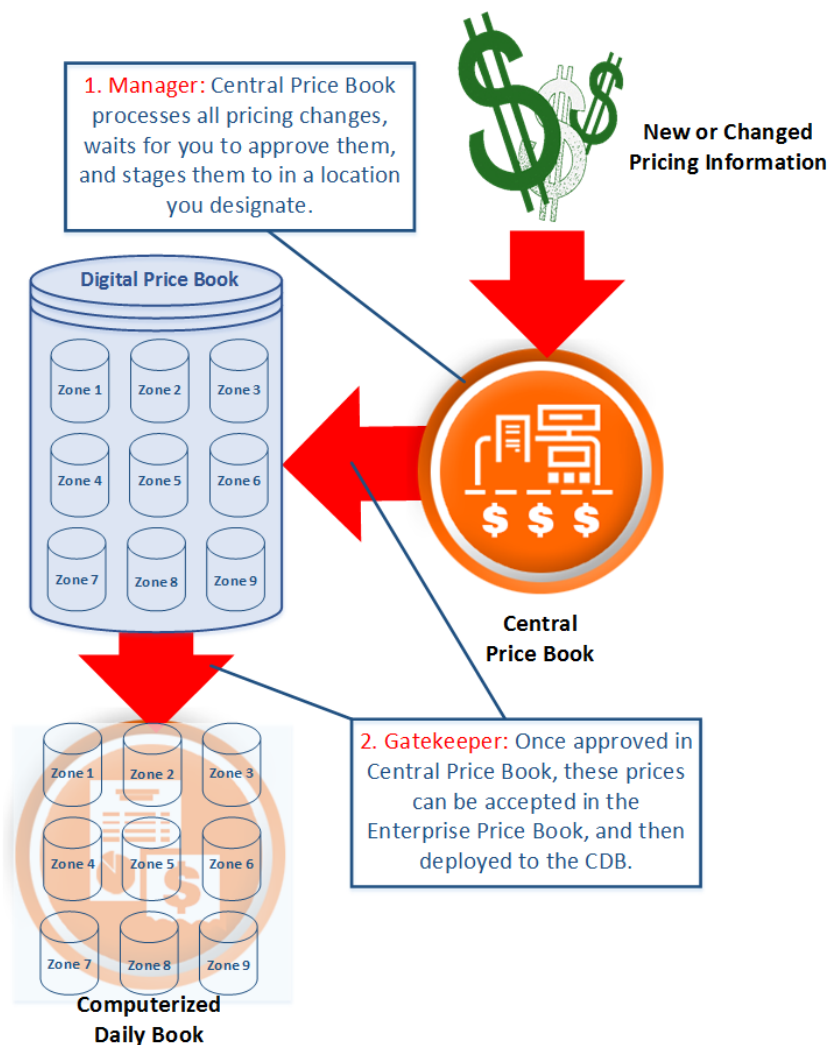 1. Manager: Central Price Book
processes all pricing changes,
waits for you to approve them,
and stages them to in a location
you designate.
New or Changed
Pricing Information
Digital Price Book
Zone 1
Zone 2
Zone 3
Zone 4
Zone 5
Zone 6
Zone 7
Zone 8
Zone 9
$ $ $
Central
Price Book
2. Gatekeeper: Once approved in
Central Price Book, these prices
can be accepted in the
Enterprise Price Book, and then
deployed to the CDB.
Zone 1
Zone 2
Zone 3
Zone 4
Zone 5
Zone 6
$
Zone 7
Zone 8
Zone 9
Computerized
Daily Book